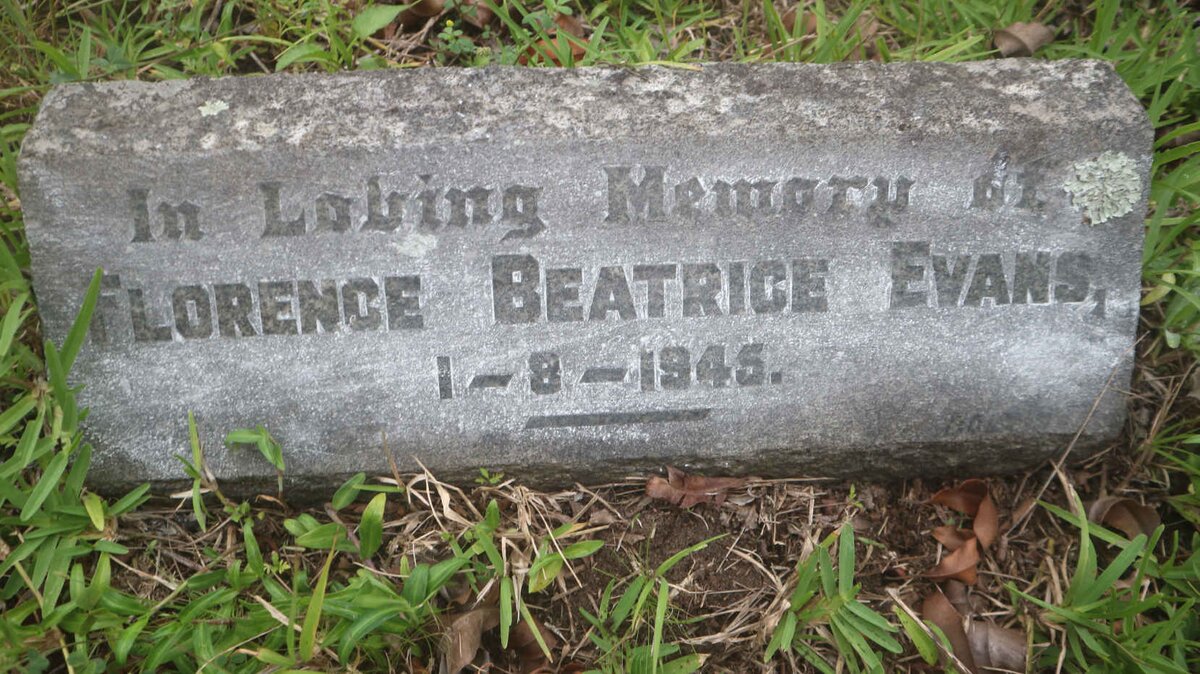 In Loving Memory of
FLORENCE BEATRICE EVANS,
1-8-1945.